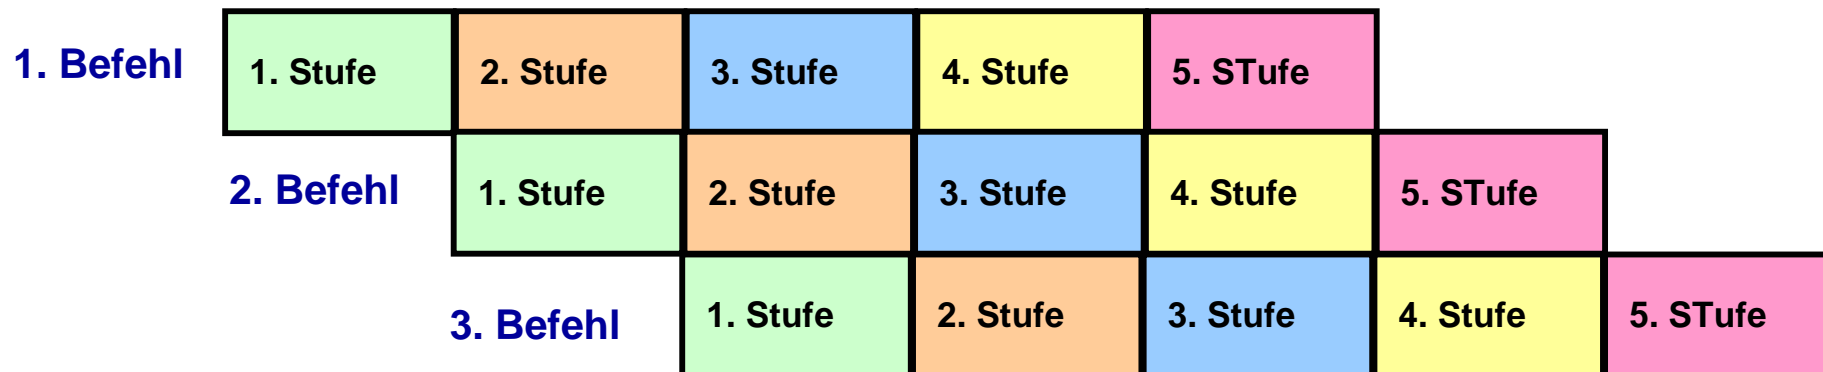 1. Befehl 1. Stufe 2. Stufe 3. Stufe 4. Stufe 5. STufe
2. Befehl 1. Stufe 2. Stufe 3. Stufe 4. Stufe 5. STufe
3. Befehl 1. Stufe 2. Stufe 3. Stufe 4. Stufe 5. STufe